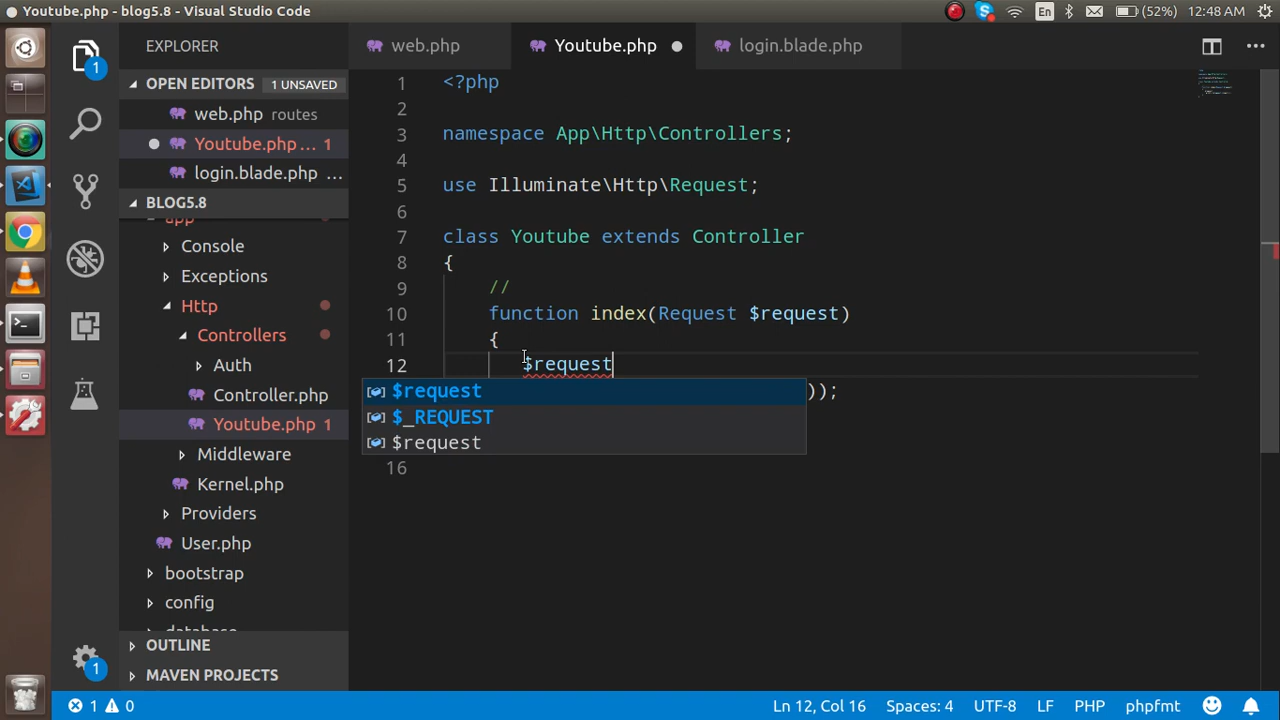 Youtube.php - blog5.8 - Visual Studio Code
En
(52%)
12:48 AM
EXPLORER
OPEN EDITORS
1 UNSAVED
web.php routes
Youtube.php ... 1
login.blade.php ...
BLOG5.8
app
Console
Exceptions
Http
Controllers
Auth
Controller.php
Youtube.php 1
Middleware
Kernel.php
Providers
User.php
bootstrap
config
database
OUTLINE
MAVEN PROJECTS
1
1
web.php
Youtube.php
login.blade.php
1 <?php
2
3 namespace App\Http\Controllers;
4
5 use Illuminate\Http\Request;
6
7 class Youtube extends Controller
8 {
9 //
10 function index(Request $request)
11 {
12 $request
));
$request
$_REQUEST
$request
16
1
0
Ln 12, Col 16
Spaces: 4
UTF-8
LF
PHP
phpfmt